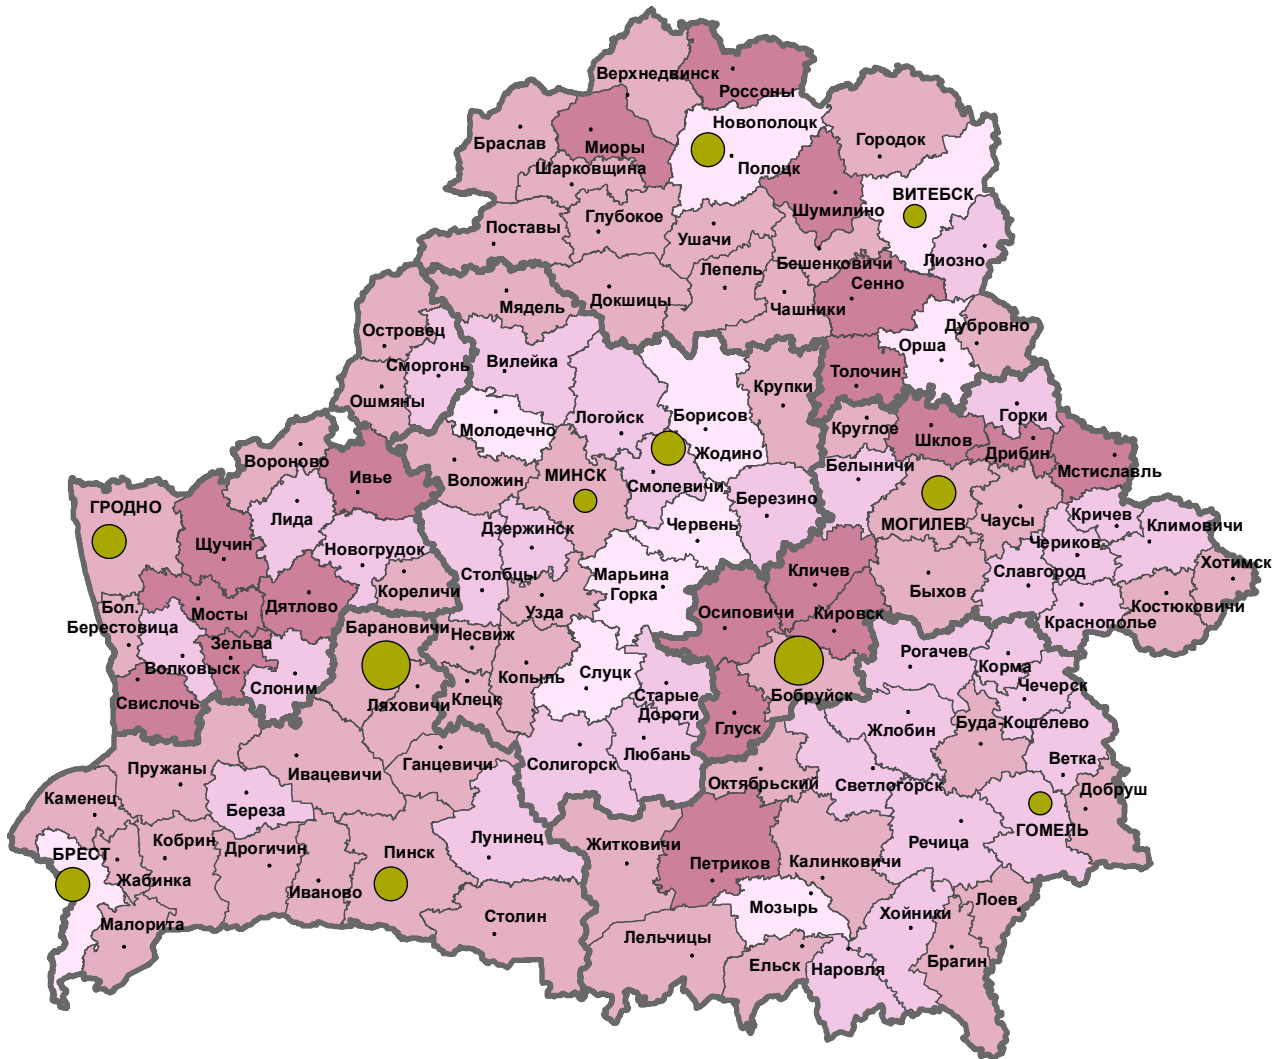 Верхнедвинск
Россоны
Новополоцк
Городок
Браслав
Миоры
Шарковщина
Полоцк
ВИТЕБСК
Шумилино
Глубокое
Поставы
Ушачи
Бешенковичи
Лиозно
Лепель
Сенно
Докшицы
Мядель
Чашники
Дубровно
Островец
Орша
Сморгонь
Вилейка
Толочин
Крупки
Ошмяны
Логойск
Борисов
Горки
Молодечно
Круглое
Шклов
Дрибин
Жодино
Вороново
Белыничи
Мстиславль
Ивье
Воложин
МИНСК
Смолевичи
Березино
ГРОДНО
Лида
Дзержинск
Червень
МОГИЛЕВ
Чаусы
Кричев
Климовичи
Щучин
Новогрудок
Чериков
Хотимск
Столбцы
Марьина
Горка
Кличев
Славгород
Кореличи
Быхов
Бол.
Берестовица
Мосты
Дятлово
Узда
Осиповичи
Кировск
Костюковичи
Краснополье
Барановичи
Несвиж
Зельва
Рогачев
Корма
Волковыск
Слоним
Копыль
Слуцк
Старые
Дороги
Бобруйск
Чечерск
Свислочь
Ляховичи
Клецк
Глуск
Жлобин
Буда-Кошелево
Любань
Ветка
Пружаны
Ивацевичи
Ганцевичи
Солигорск
Октябрьский
Светлогорск
Добруш
Каменец
Береза
ГОМЕЛЬ
БРЕСТ
Кобрин
Дрогичин
Пинск
Лунинец
Житковичи
Петриков
Калинковичи
Речица
Жабинка
Иваново
Малорита
Столин
Мозырь
Хойники
Лоев
Лельчицы
Ельск
Наровля
Брагин